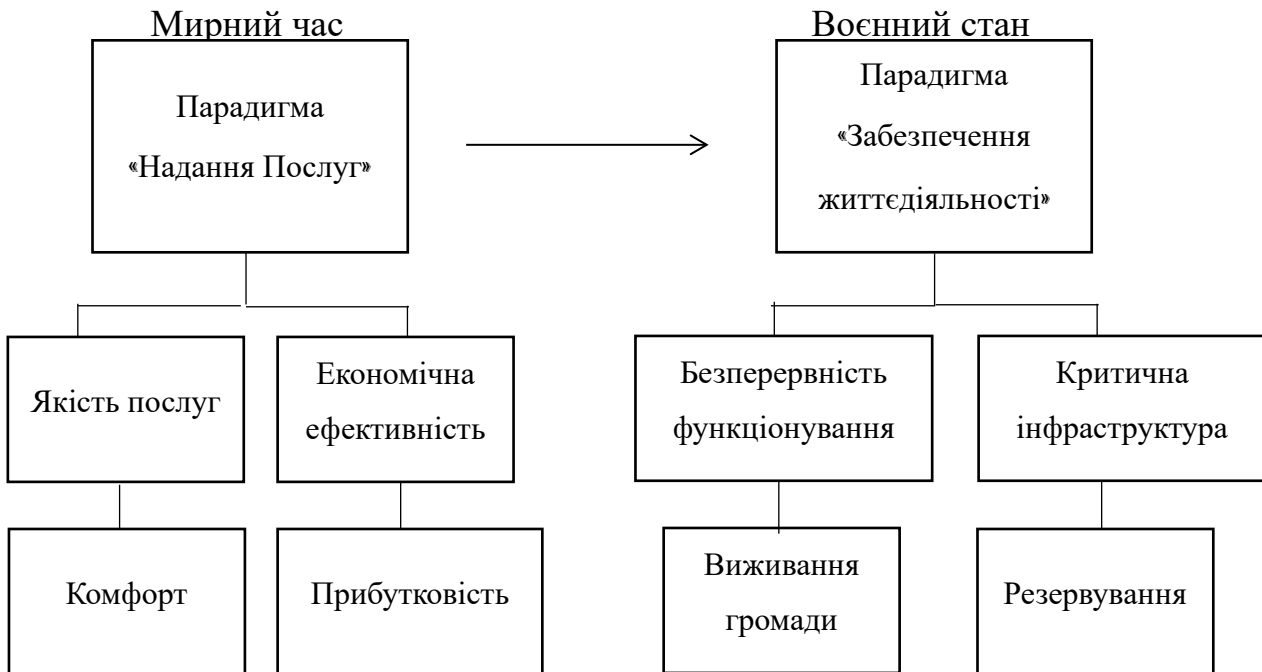 Мирний час
Воєнний стан
Парадигма
«Надання Послуг»
Парадигма
«Забезпечення
життєдіяльності»
Якість послуг
Економічна
ефективність
Безперервність
функціонування
Критична
інфраструктура
Комфорт
Прибутковість
Виживання
громади
Резервування